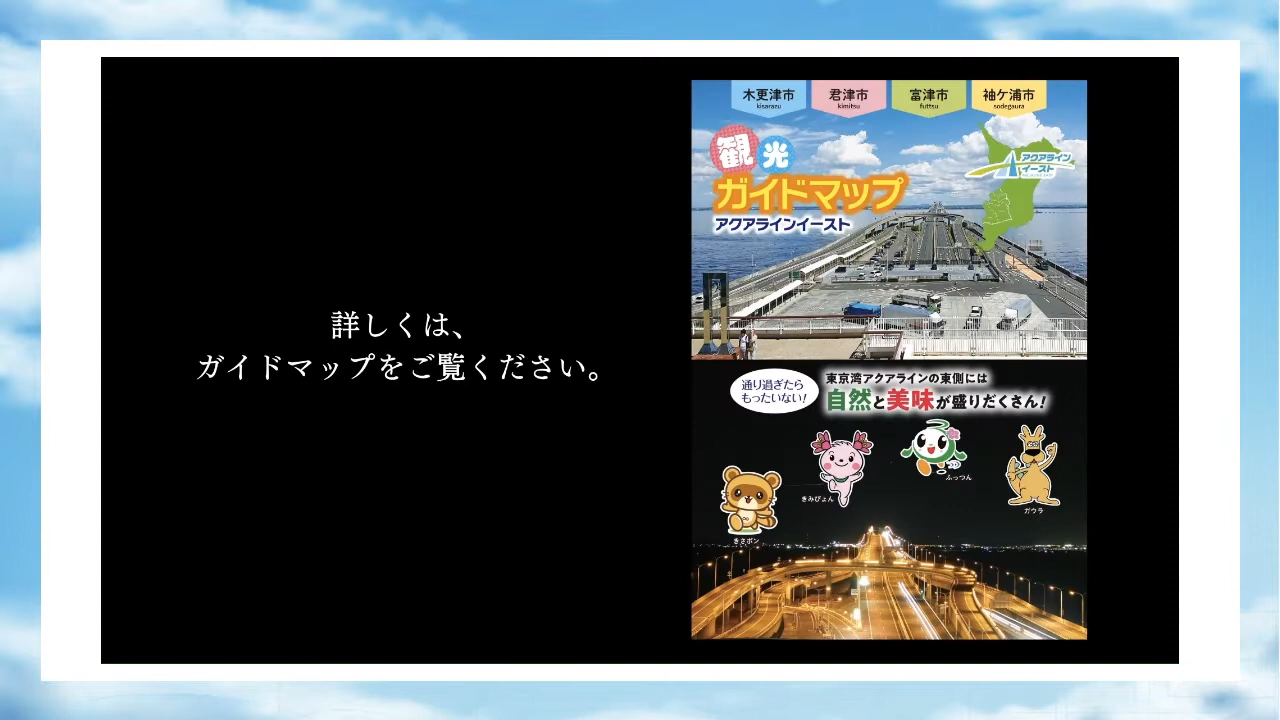 詳しくは、
ガイドマップをご覧ください。
木更津市
kisarazu
君津市
kimitsu
富津市
futtsu
袖ケ浦市
sodegaura
観光
ガイドマップ
アクアラインイースト
アクアライン
イースト
通り過ぎたら
もったいない!
東京湾アクアラインの東側には
自然と美味が盛りだくさん!
きさポン
きみぴょん
ふっつん
ガウラ